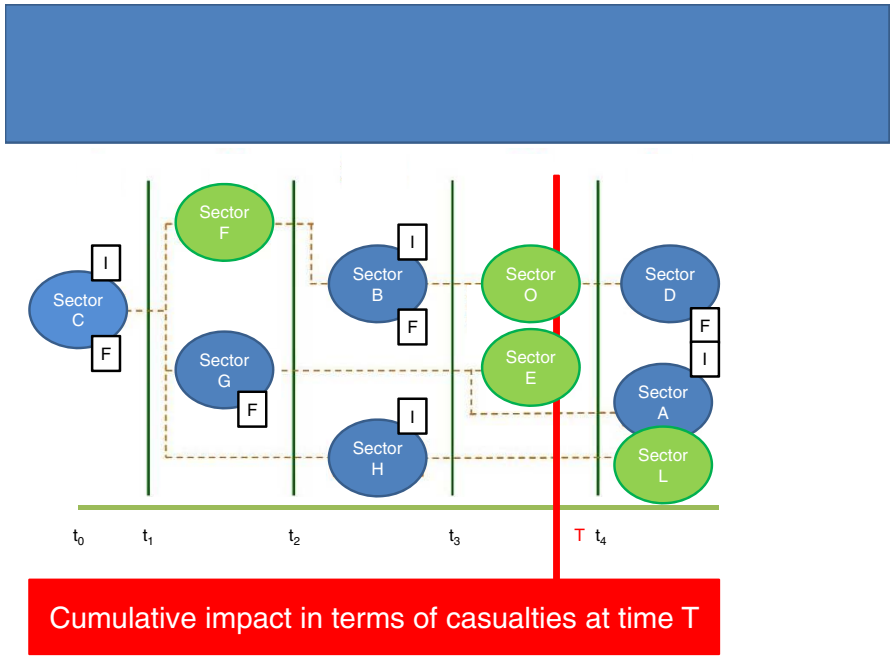 Sector
F
I
Sector
C
F
I
Sector
B
F
Sector
O
Sector
D
F
Sector
G
F
Sector
E
I
Sector
A
I
Sector
H
Sector
L
t0 t1 t2 t3 T t4
Cumulative impact in terms of casualties at time T